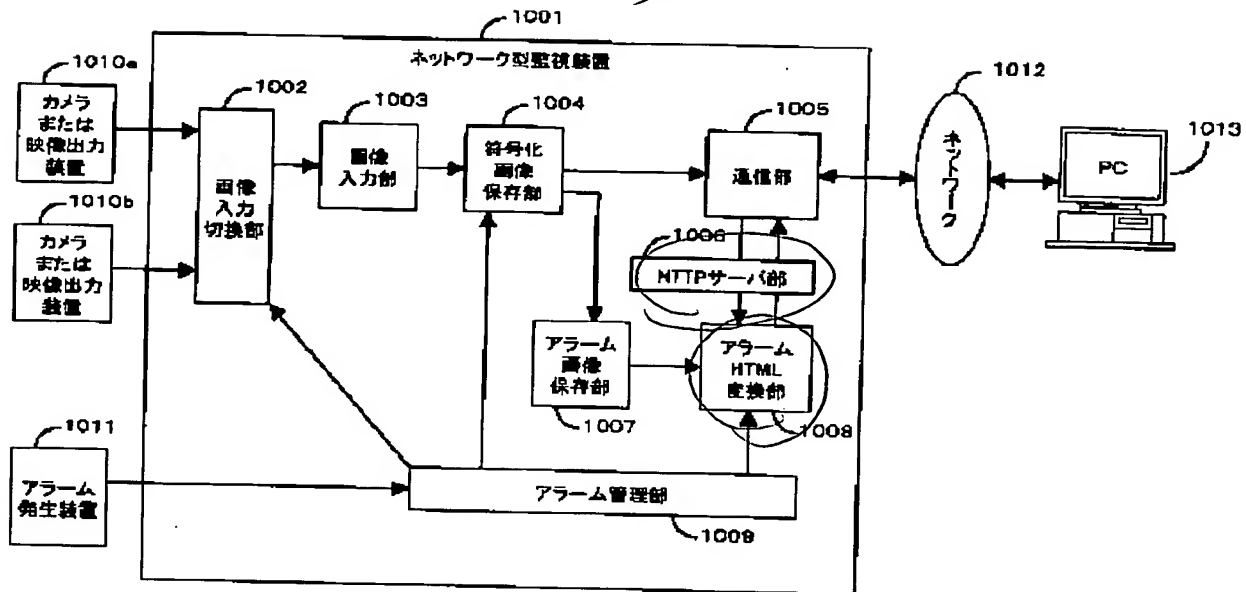 1001
ネットワーク型監視装置
1010a
カメラ
または
映像出力
装置
1002
画像
入力
切換部
1003
画像
入力部
1004
符号化
画像
保存部
1005
通信部
1012
ネットワーク
1013
PC
1010b
カメラ
または
映像出力
装置
1006
HTTPサーバ部
アラーム
画像
保存部
1007
アラーム
HTML
変換部
1008
1011
アラーム
発生装置
アラーム管理部
1009